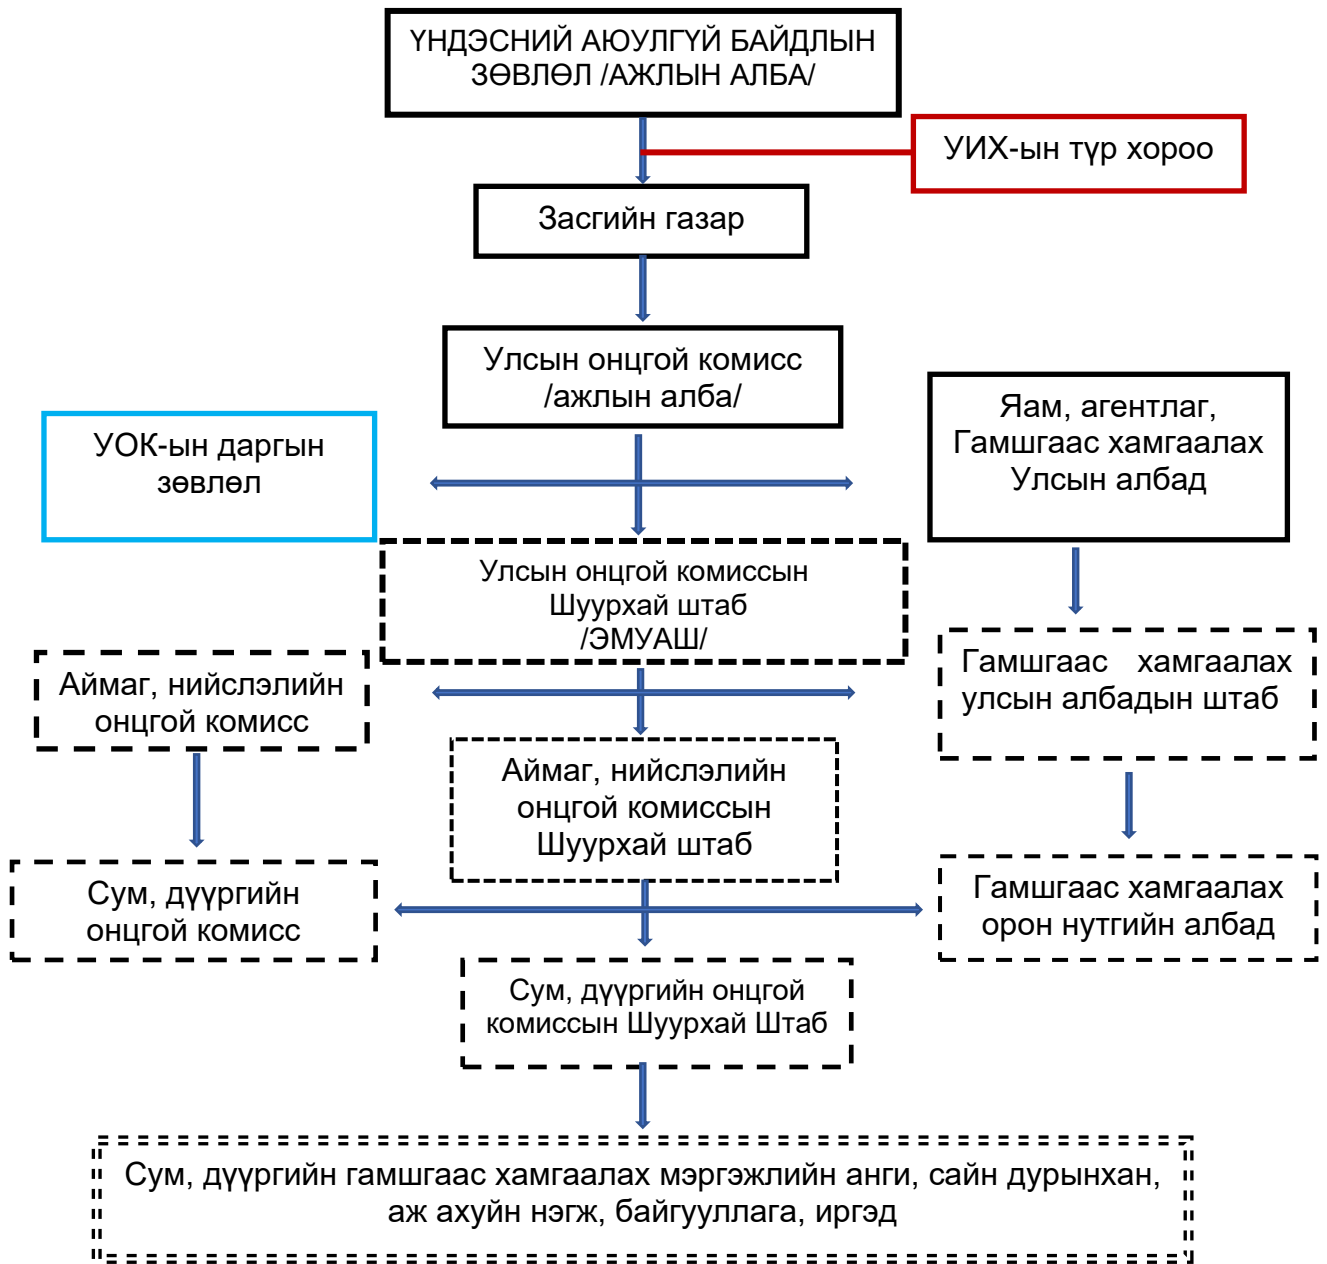 ҮНДЭСНИЙ АЮУЛГҮЙ БАЙДЛЫН
ЗӨВЛӨЛ /АЖЛЫН АЛБА/
УИХ-ын түр хороо
Засгийн газар
Улсын онцгой комисс
/ажлын алба/
УОК-ын даргын
зөвлөл
Яам, агентлаг,
Гамшгаас хамгаалах
Улсын албад
Улсын онцгой комиссын
Шуурхай штаб
/ЭМУАШ/
Аймаг, нийслэлийн
онцгой комисс
Гамшгаас хамгаалах
улсын албадын штаб
Аймаг, нийслэлийн
онцгой комиссын
Шуурхай штаб
Сум, дүүргийн
онцгой комисс
Гамшгаас хамгаалах
орон нутгийн албад
Сум, дүүргийн онцгой
комиссын Шуурхай Штаб
Сум, дүүргийн гамшгаас хамгаалах мэргэжлийн анги, сайн дурынхан,
аж ахуйн нэгж, байгууллага, иргэд